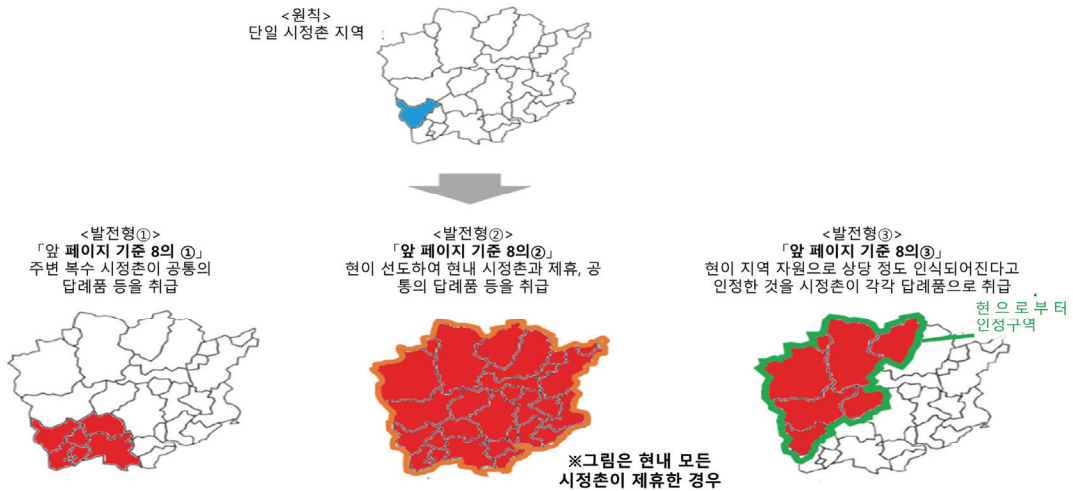 <원칙>
단일 시정촌 지역
<발전형①>
「앞 페이지 기준 8의 ①」
주변 복수 시정촌이 공통의
답례품 등을 취급
<발전형②>
「앞 페이지 기준 8의②」
현이 선도하여 현내 시정촌과 제휴, 공
통의 답례품 등을 취급
※그림은 현내 모든
시정촌이 제휴한 경우
<발전형③>
「앞 페이지 기준 8의③」
현이 지역 자원으로 상당 정도 인식되어진다고
인정한 것을 시정촌이 각각 답례품으로 취급
현으로부터
인정구역